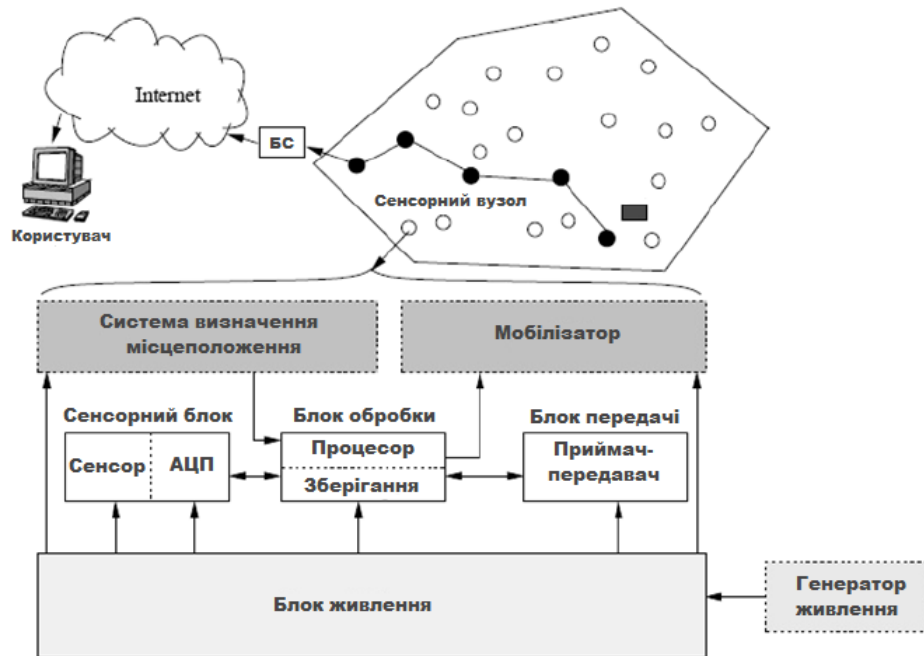 Internet
БС
Сенсорний вузол
Користувач
Система визначення
місцеположення
Мобілізатор
Сенсорний блок
Блок обробки
Блок передачі
Сенсор
АЦП
Процесор
Зберігання
Приймач-
передавач
Блок живлення
Генератор
живлення